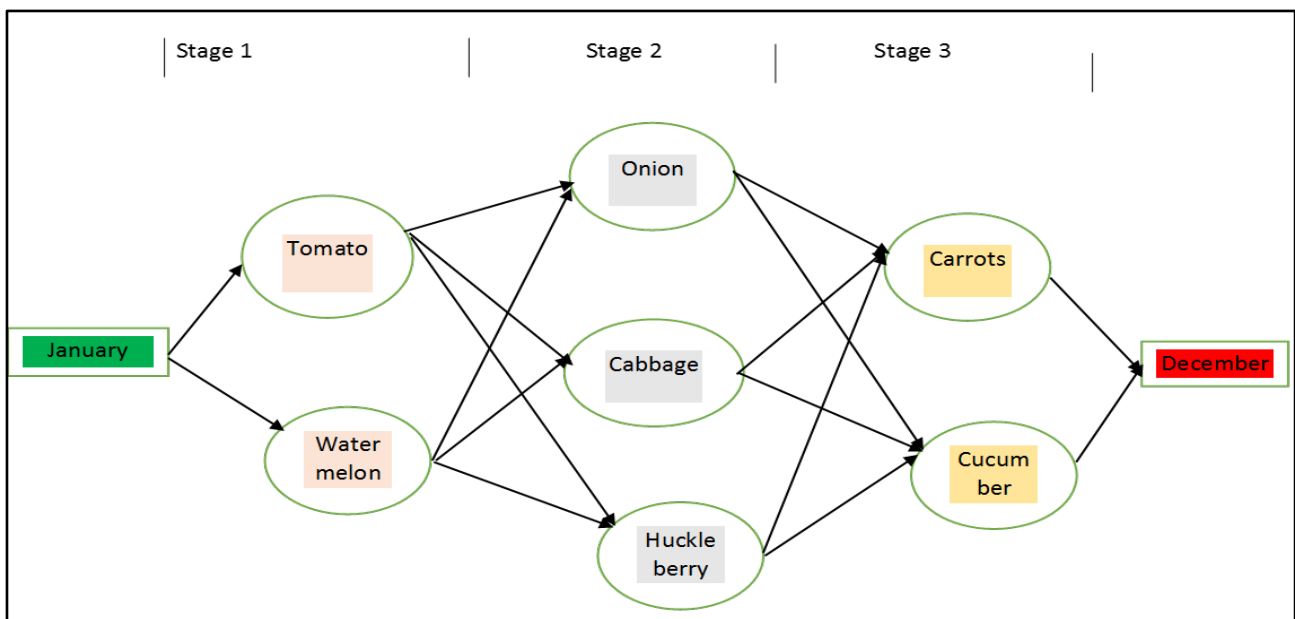 Stage 1
Stage 2
Stage 3
Onion
Tomato
Carrots
January
Cabbage
December
Water
melon
Cucum
ber
Huckle
berry